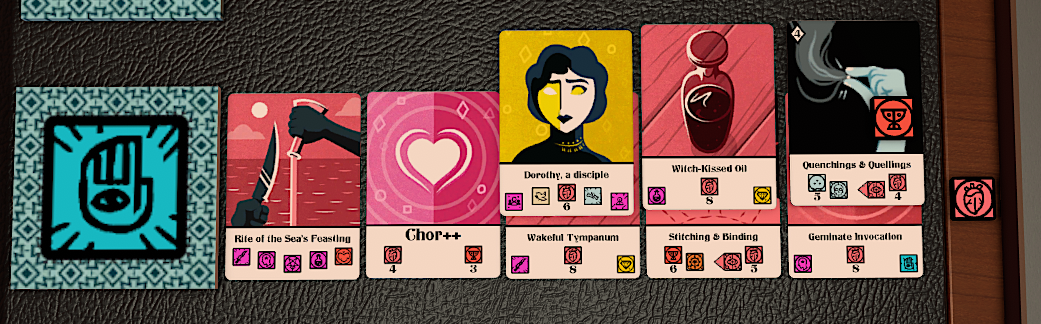 4
Dorothy, a disciple
6
Witch-Kissed Oil
8
Quenchings & Quellings
5 4
Rite of the Sea's Feasting
Chor++
4 3
Wakeful Tympanum
8
Stitching & Binding
6 5
Geminate Invocation
8